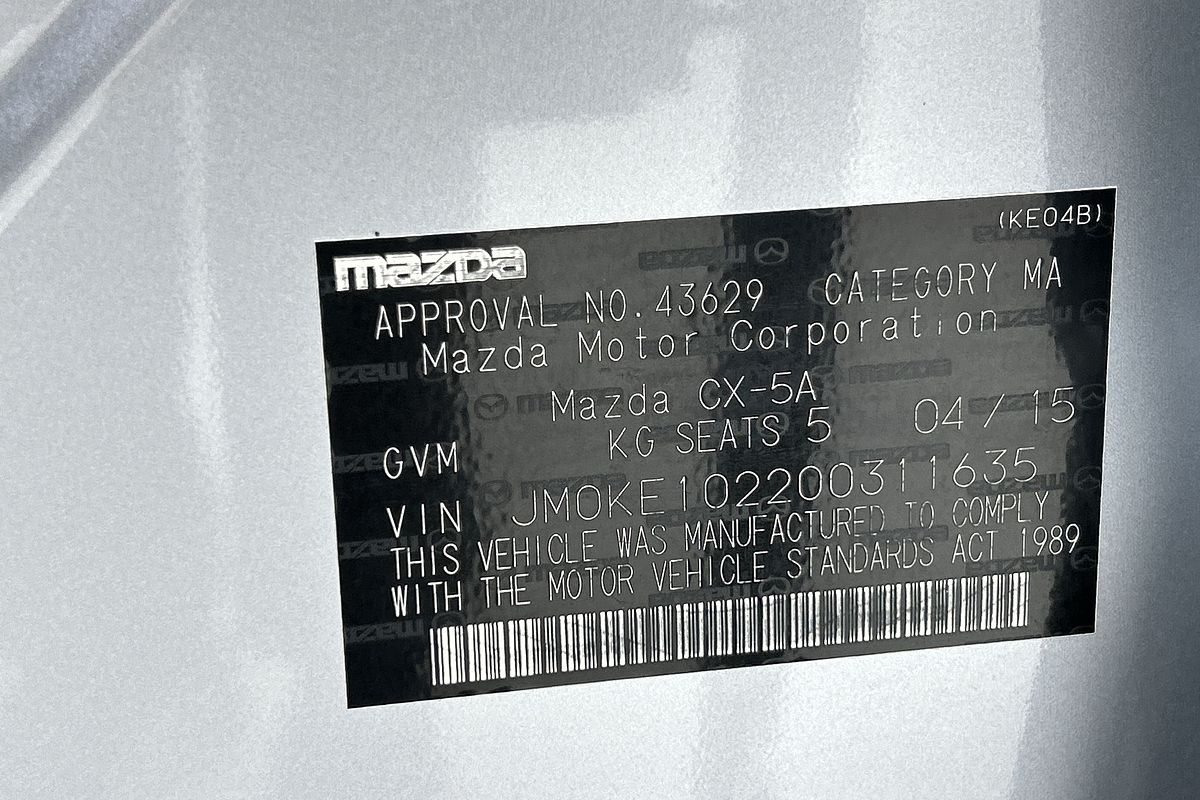 (KE04B)
mazda
APPROVAL NO. 43629 CATEGORY MA
Mazda Motor Corporation
Mazda CX-5A
GVM KG SEATS 5 04/15
VIN JM0KE102200311635
THIS VEHICLE WAS MANUFACTURED TO COMPLY
WITH THE MOTOR VEHICLE STANDARDS ACT 1989